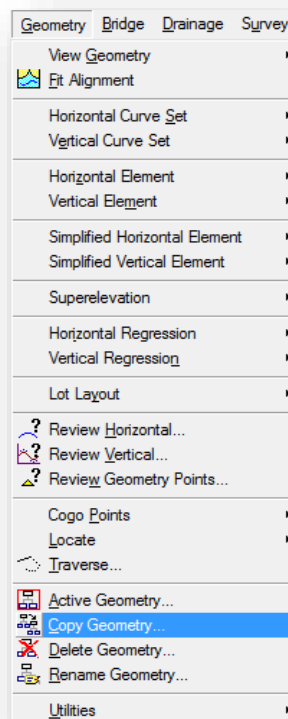 Geometry Bridge Drainage Survey
View Geometry
Fit Alignment
Horizontal Curve Set
Vertical Curve Set
Horizontal Element
Vertical Element
Simplified Horizontal Element
Simplified Vertical Element
Superelevation
Horizontal Regression
Vertical Regression
Lot Layout
Review Horizontal...
Review Vertical...
Review Geometry Points...
Cogo Points
Locate
Traverse...
Active Geometry...
Copy Geometry...
Delete Geometry...
Rename Geometry...
Utilities